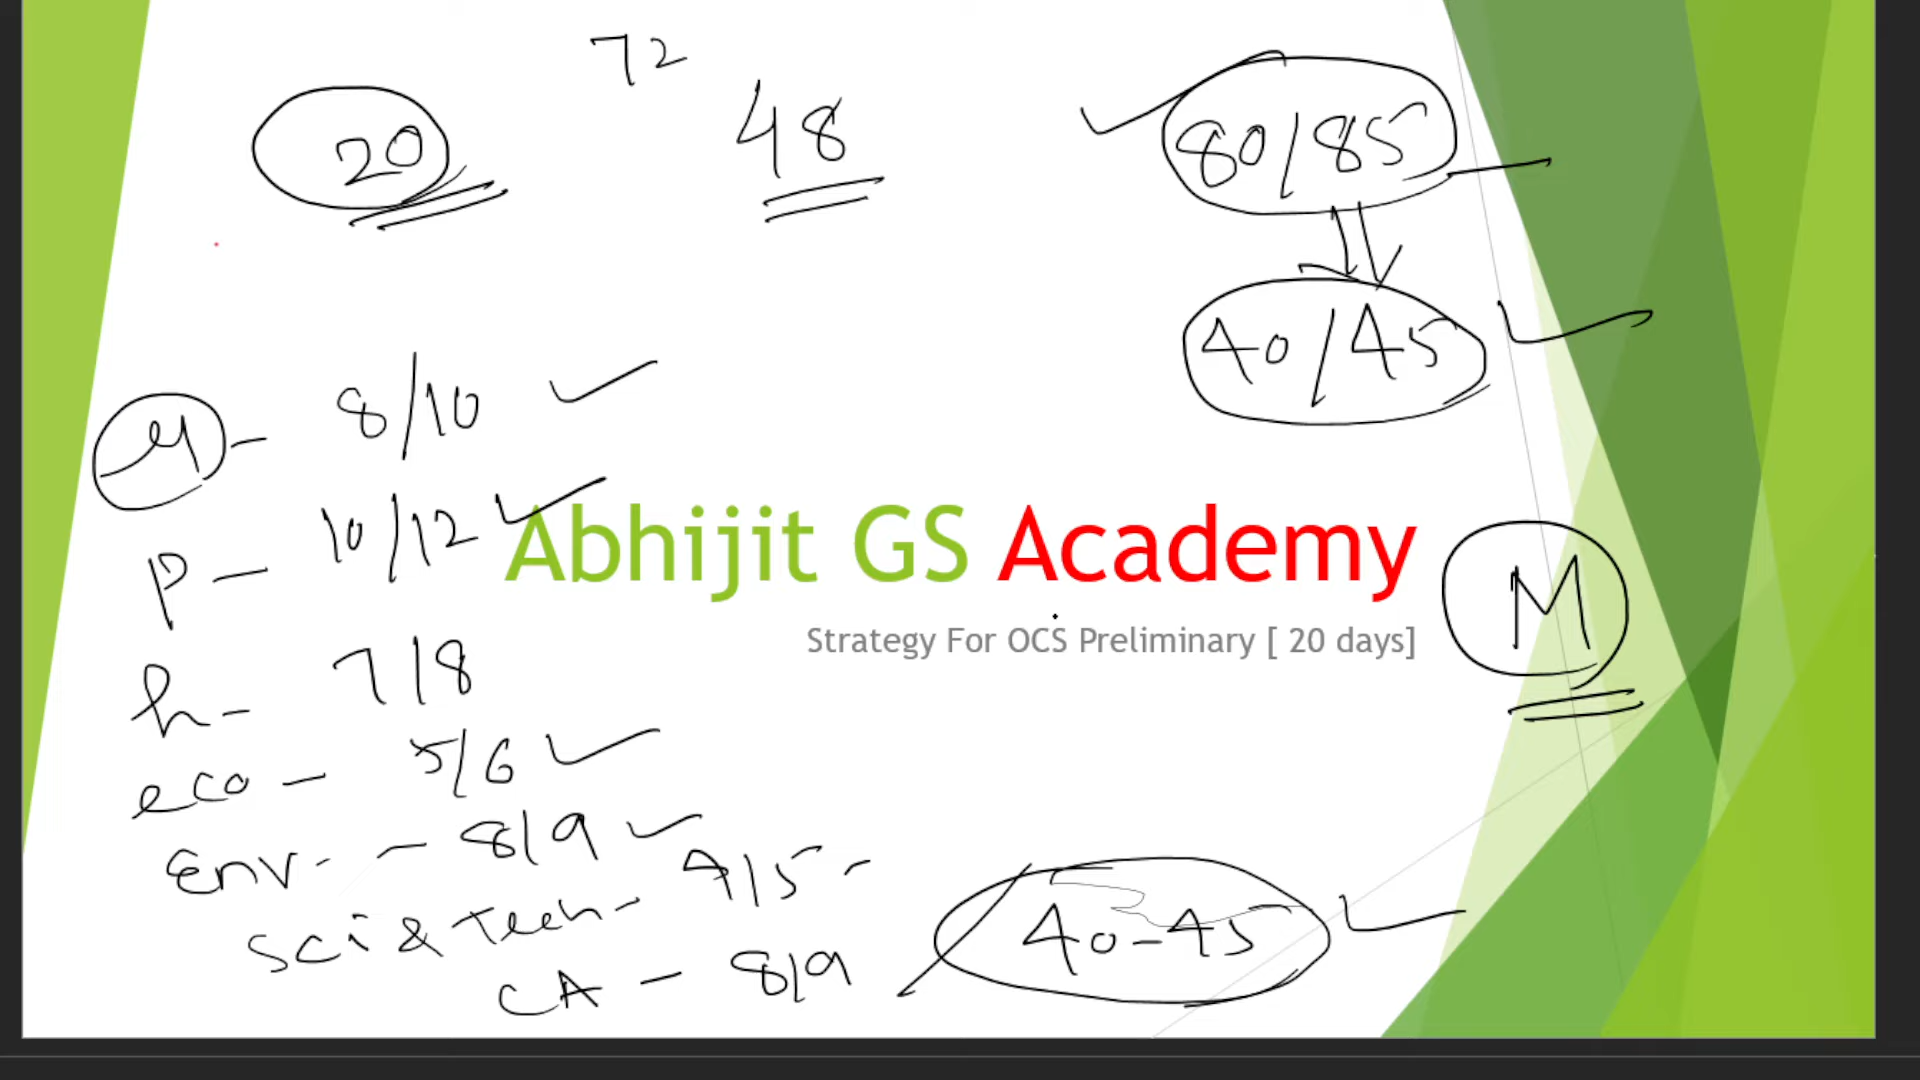 72
20
48
80/85
40/45
M - 8/10
P - 10/12
Abhijit GS Academy
Strategy For OCS Preliminary [ 20 days]
M
h - 7/8
eco - 5/6
Env. - 8/9
Sci & Tech - 4/5 -
CA - 8/9
40-45